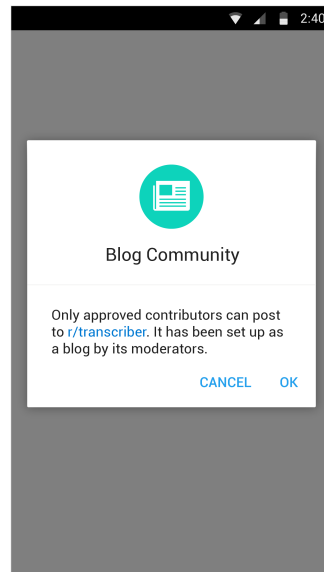 2:40
Blog Community
Only approved contributors can post
to r/transcriber. It has been set up as
a blog by its moderators.
CANCEL OK